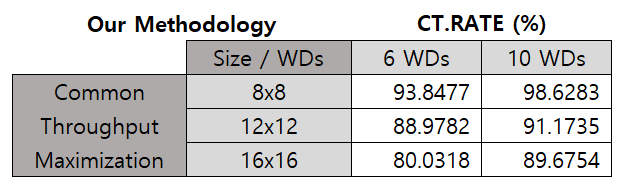 Our Methodology CT.RATE (%)
Size / WDs 6 WDs 10 WDs
Common 8x8 93.8477 98.6283
Throughput 12x12 88.9782 91.1735
Maximization 16x16 80.0318 89.6754